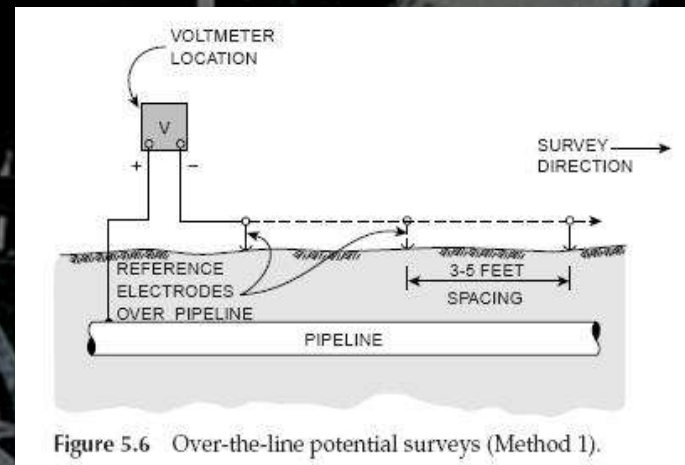 VOLTMETER
LOCATION
V
+
−
SURVEY
DIRECTION
REFERENCE
ELECTRODES
OVER PIPELINE
3-5 FEET
SPACING
PIPELINE
Figure 5.6 Over-the-line potential surveys (Method 1).